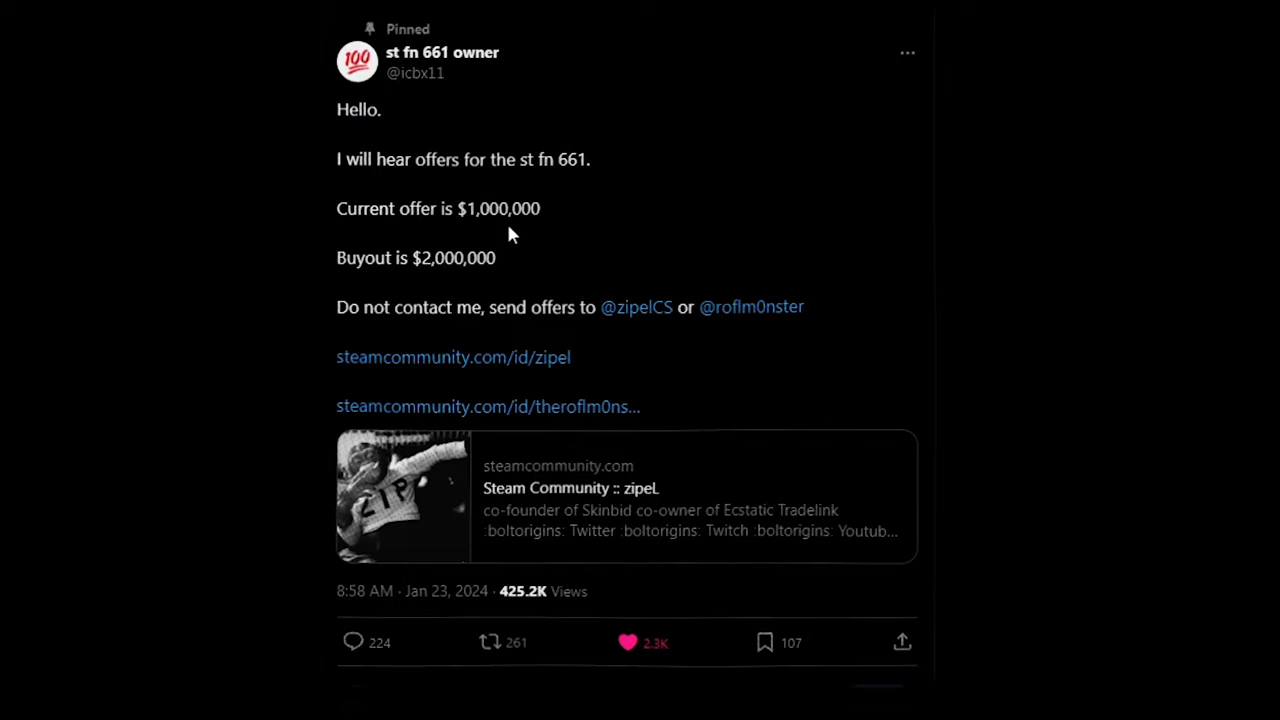 Pinned
st fn 661 owner
@icbx11
Hello.
I will hear offers for the st fn 661.
Current offer is $1,000,000
Buyout is $2,000,000
Do not contact me, send offers to @zipelCS or @roflm0nster
steamcommunity.com/id/zipel
steamcommunity.com/id/theroflm0ns...
steamcommunity.com
Steam Community :: zipeL
co-founder of Skinbid co-owner of Ecstatic Tradelink
:boltorigins: Twitter :boltorigins: Twitch :boltorigins: Youtub...
ZIP
8:58 AM · Jan 23, 2024 · 425.2K Views
224 261 2.3K 107